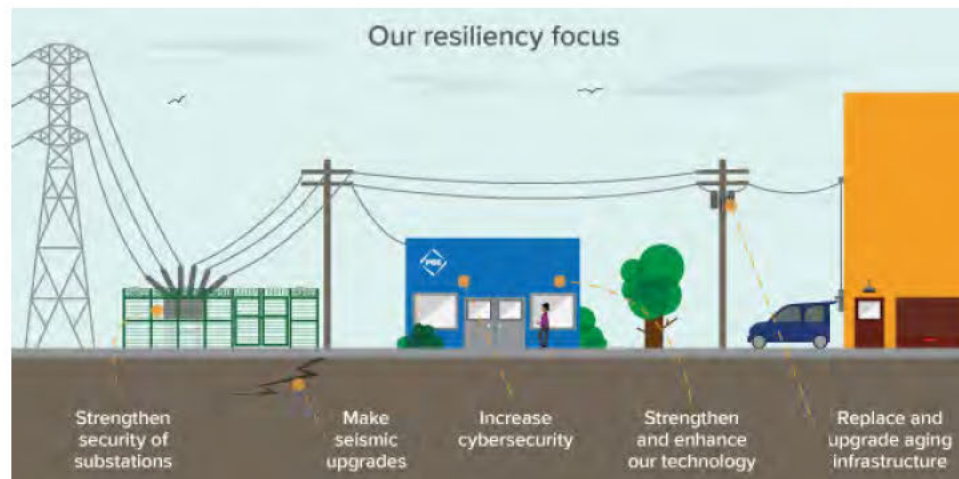 Our resiliency focus
PGE
Strengthen
security of
substations
Make
seismic
upgrades
Increase
cybersecurity
Strengthen
and enhance
our technology
Replace and
upgrade aging
infrastructure